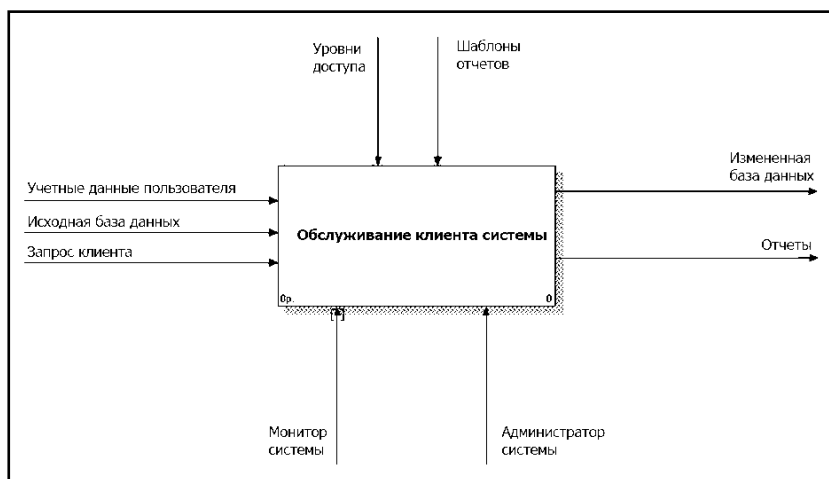 Уровни
доступа
Шаблоны
отчетов
Учетные данные пользователя
Исходная база данных
Запрос клиента
Обслуживание клиента системы
Измененная
база данных
Отчеты
0р.
0
Монитор
системы
Администратор
системы